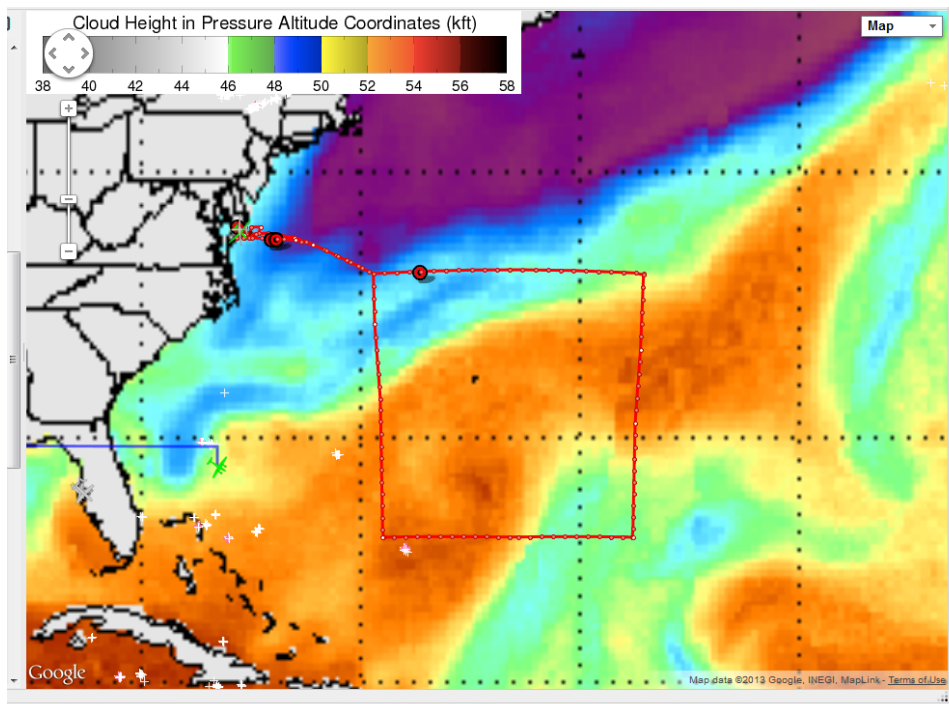 Cloud Height in Pressure Altitude Coordinates (kft)
38 40 42 44 46 48 50 52 54 56 58
Map
Google
Map data ©2013 Google, INEGI, MapLink - Terms of Use